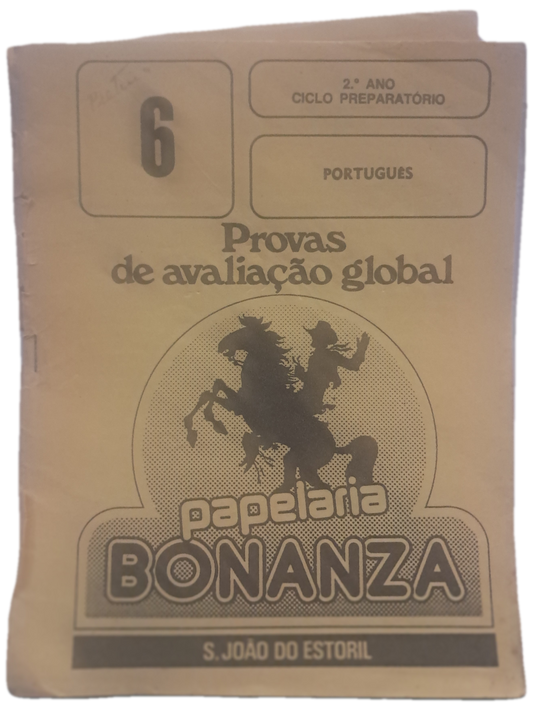 6
2.º ANO
CICLO PREPARATÓRIO
PORTUGUÊS
Provas
de avaliação global
papelaria
BONANZA
S. JOÃO DO ESTORIL